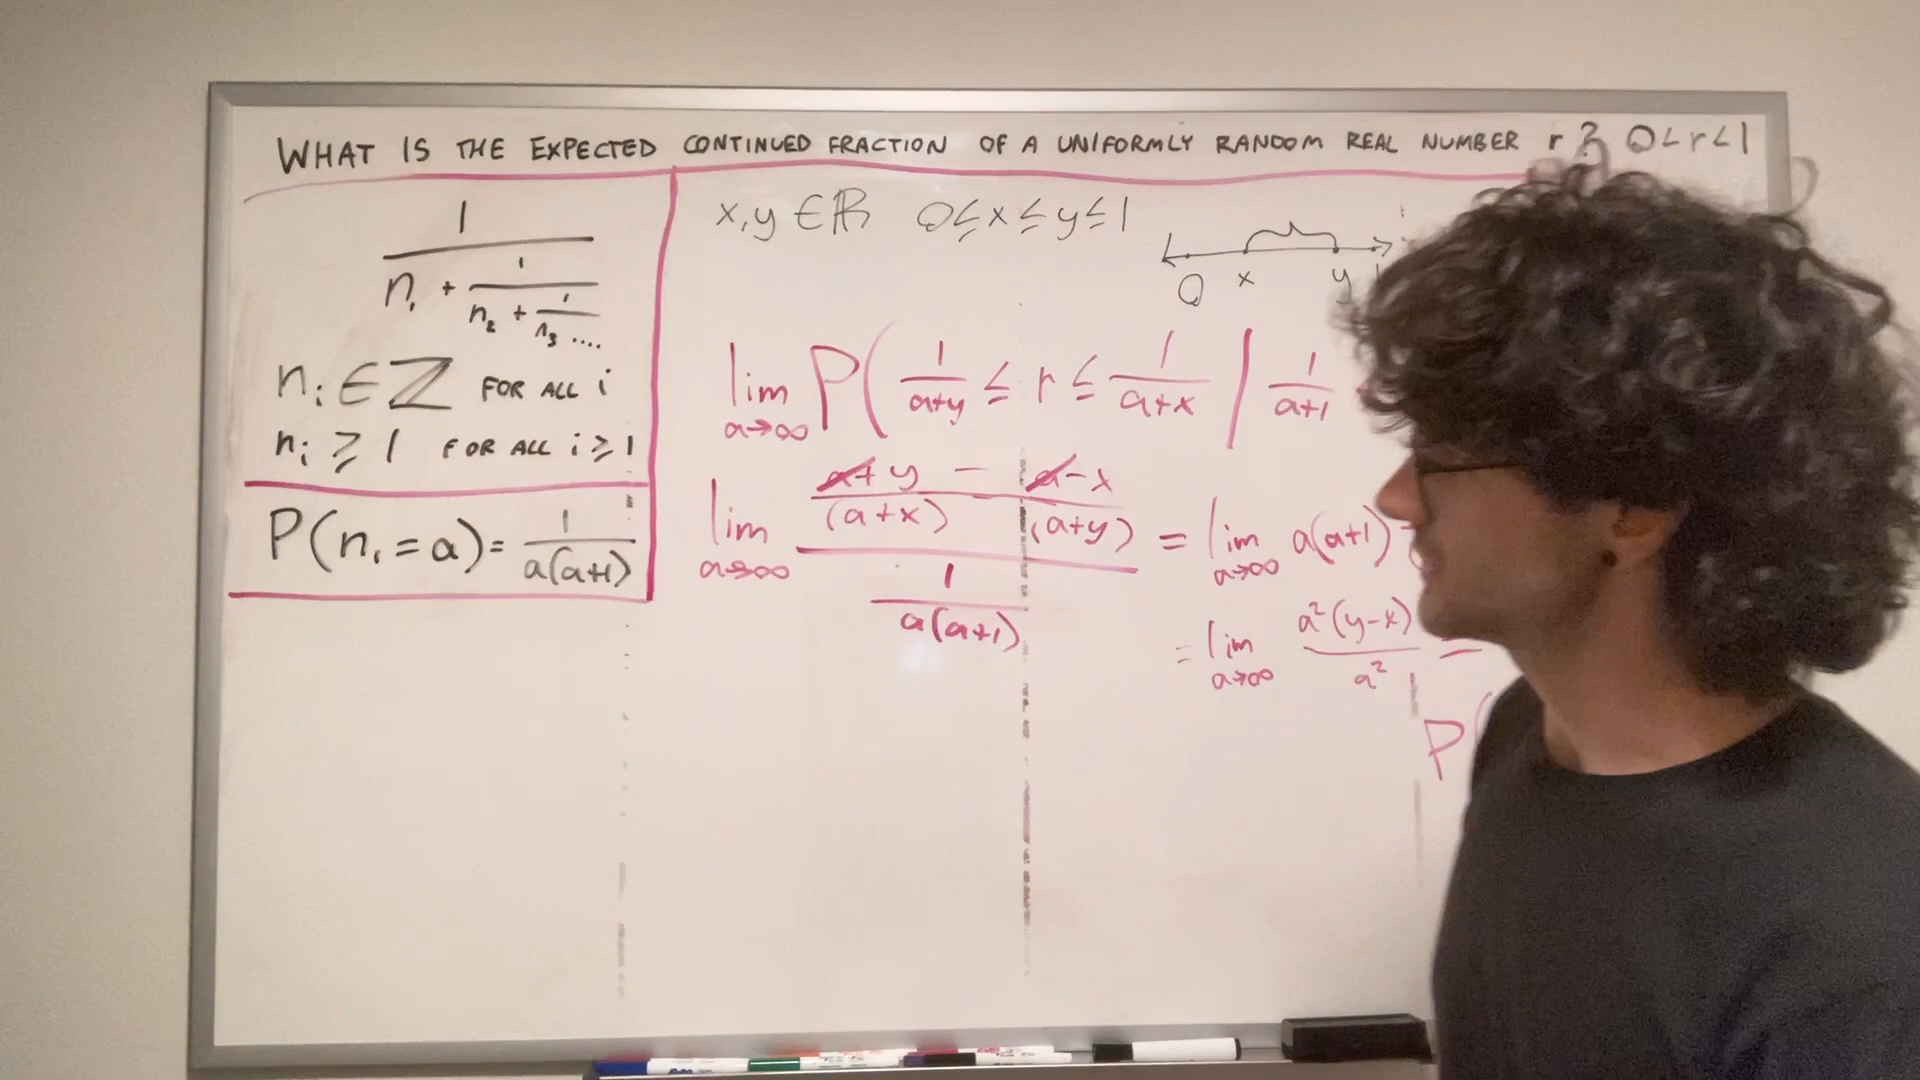 WHAT IS THE EXPECTED CONTINUED FRACTION OF A UNIFORMLY RANDOM REAL NUMBER r ? 0<r<1
1
n₁ + 1
n₂ + 1
n₃ ....
nᵢ ∈ ℤ FOR ALL i
nᵢ ≥ 1 FOR ALL i ≥ 1
P(n₁ = a) = 1/a(a+1)
x, y ∈ ℝ 0 ≤ x ≤ y ≤ 1
0 x y
lim a→∞ P( 1/(a+y) ≤ r ≤ 1/(a+x) | 1/(a+1)
lim a→∞ a+y − a−x
(a+x) (a+y)
1
a(a+1)
= lim a→∞ a(a+1)
= lim a→∞ a²(y-x)/a² =
P(